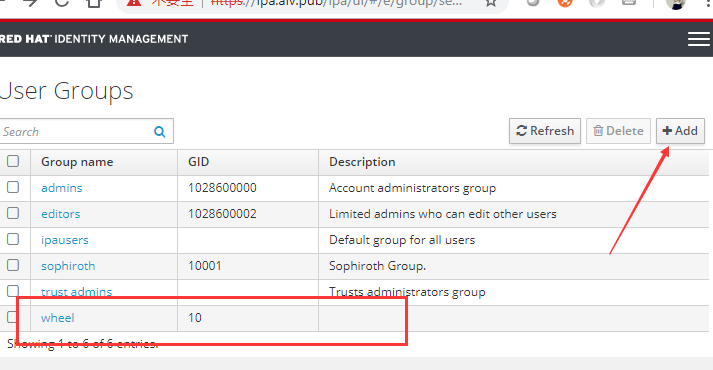 不安全 https://ipa.alv.pub/ipa/ui/#/e/group/se...
RED HAT IDENTITY MANAGEMENT
User Groups
Search Refresh Delete Add
Group name GID Description
admins 1028600000 Account administrators group
editors 1028600002 Limited admins who can edit other users
ipausers Default group for all users
sophiroth 10001 Sophiroth Group.
trust admins Trusts administrators group
wheel 10
Showing 1 to 6 of 6 entries.